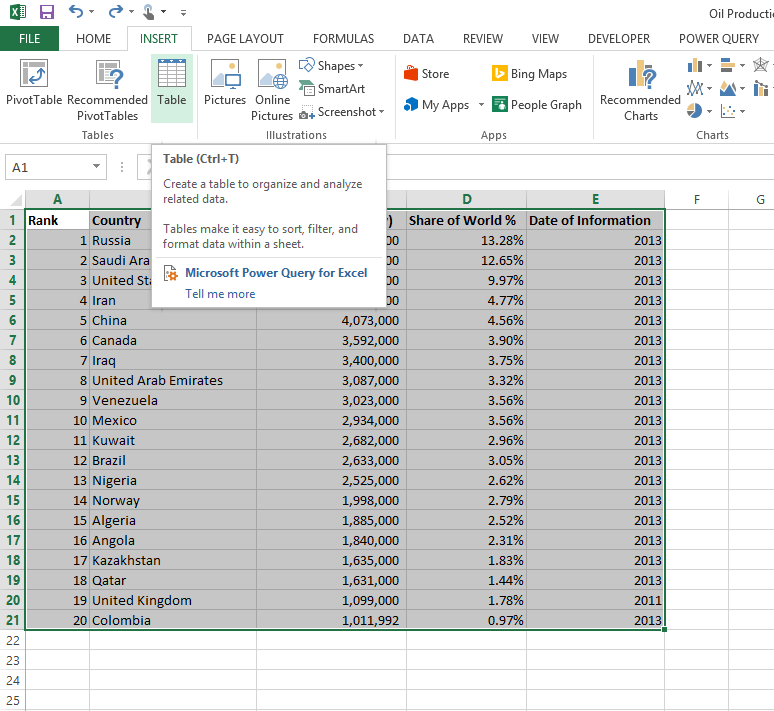 Oil Producti
FILE HOME INSERT PAGE LAYOUT FORMULAS DATA REVIEW VIEW DEVELOPER POWER QUERY
PivotTable Recommended PivotTables Table
Tables
Pictures Online Pictures Shapes
SmartArt
Screenshot
Illustrations
Store
My Apps
Bing Maps
People Graph
Apps
Recommended Charts
Charts
A1
Table (Ctrl+T)
Create a table to organize and analyze
related data.
Tables make it easy to sort, filter, and
format data within a sheet.
Microsoft Power Query for Excel
Tell me more
A D E F G
1 Rank Country ) Share of World % Date of Information
2 1 Russia 00 13.28% 2013
3 2 Saudi Ara 00 12.65% 2013
4 3 United Sta 00 9.97% 2013
5 4 Iran 00 4.77% 2013
6 5 China 4,073,000 4.56% 2013
7 6 Canada 3,592,000 3.90% 2013
8 7 Iraq 3,400,000 3.75% 2013
9 8 United Arab Emirates 3,087,000 3.32% 2013
10 9 Venezuela 3,023,000 3.56% 2013
11 10 Mexico 2,934,000 3.56% 2013
12 11 Kuwait 2,682,000 2.96% 2013
13 12 Brazil 2,633,000 3.05% 2013
14 13 Nigeria 2,525,000 2.62% 2013
15 14 Norway 1,998,000 2.79% 2013
16 15 Algeria 1,885,000 2.52% 2013
17 16 Angola 1,840,000 2.31% 2013
18 17 Kazakhstan 1,635,000 1.83% 2013
19 18 Qatar 1,631,000 1.44% 2013
20 19 United Kingdom 1,099,000 1.78% 2011
21 20 Colombia 1,011,992 0.97% 2013
22
23
24
25